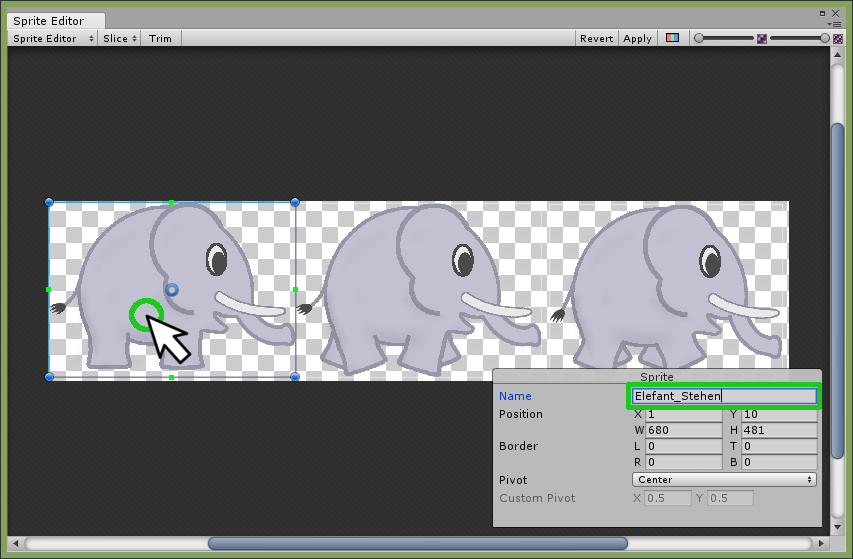 Sprite Editor
Sprite Editor Slice Trim Revert Apply
Sprite
Name Elefant_Stehen
Position X 1 Y 10
W 680 H 481
Border L 0 T 0
R 0 B 0
Pivot Center
Custom Pivot X 0.5 Y 0.5